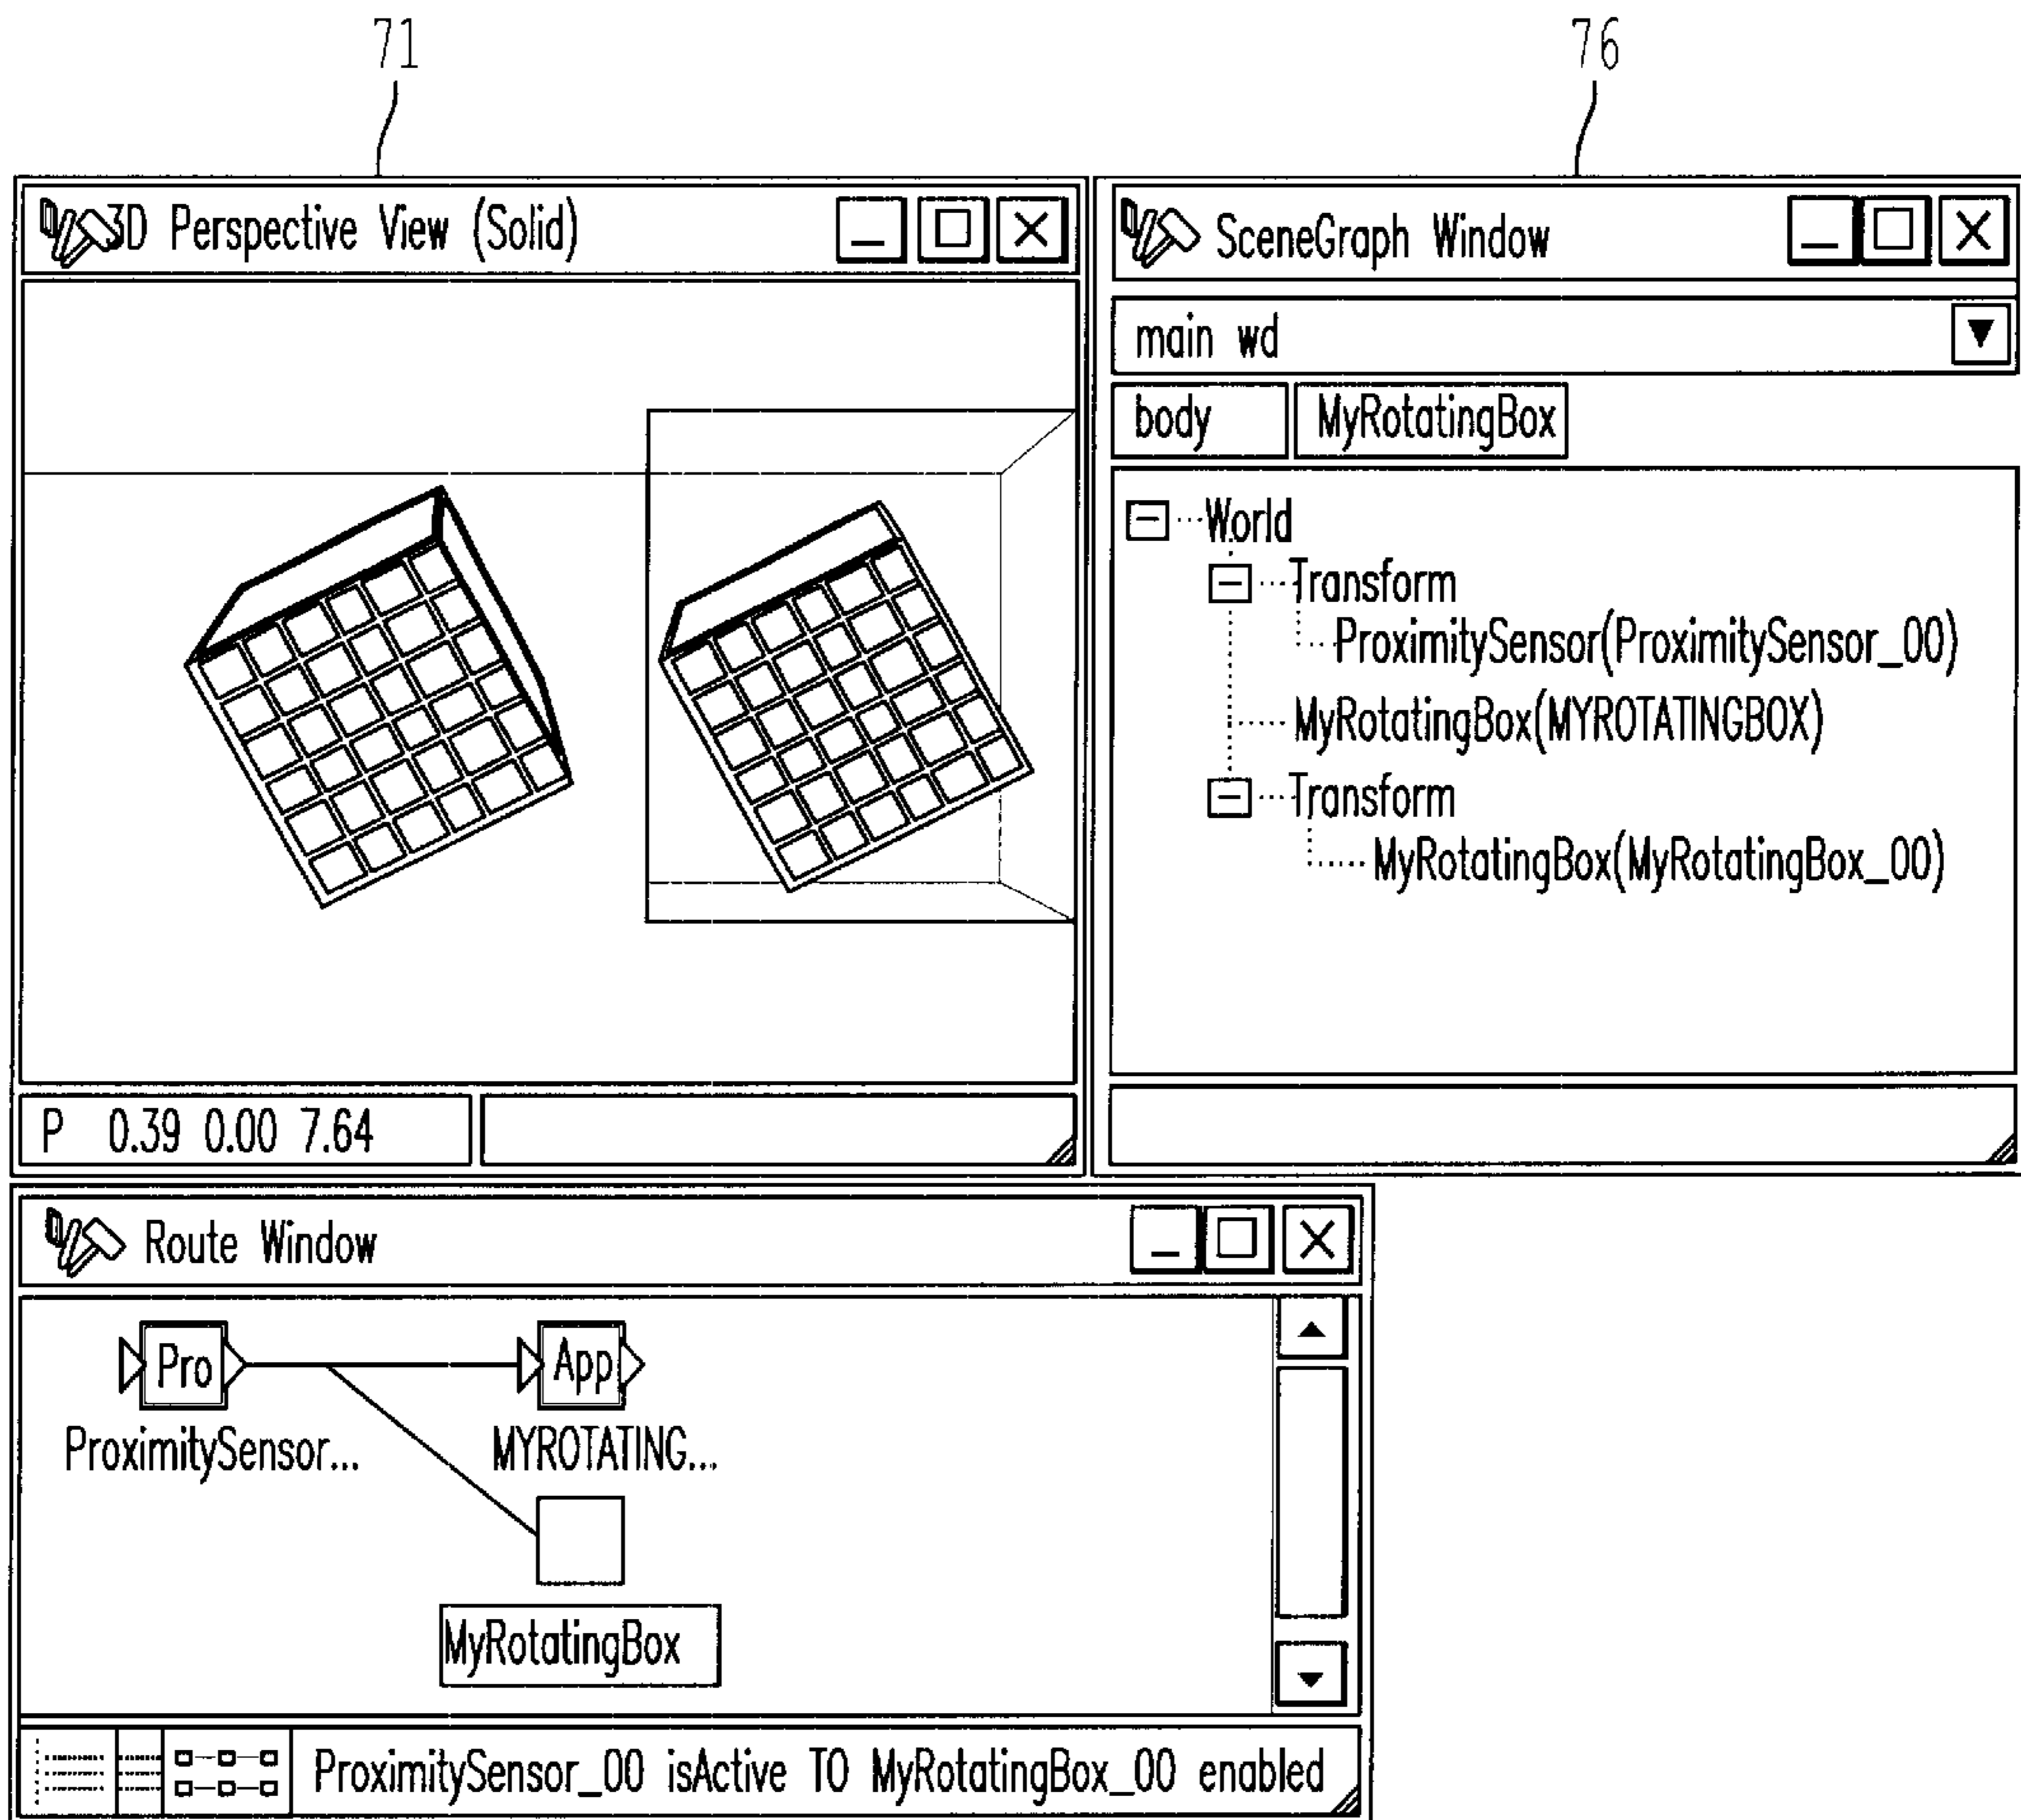 71
76
3D Perspective View (Solid)
SceneGraph Window
main wd
body
MyRotatingBox
World
Transform
ProximitySensor(ProximitySensor_00)
MyRotatingBox(MYROTATINGBOX)
Transform
MyRotatingBox(MyRotatingBox_00)
P 0.39 0.00 7.64
Route Window
Pro
App
ProximitySensor...
MYROTATING...
MyRotatingBox
ProximitySensor_00 isActive TO MyRotatingBox_00 enabled